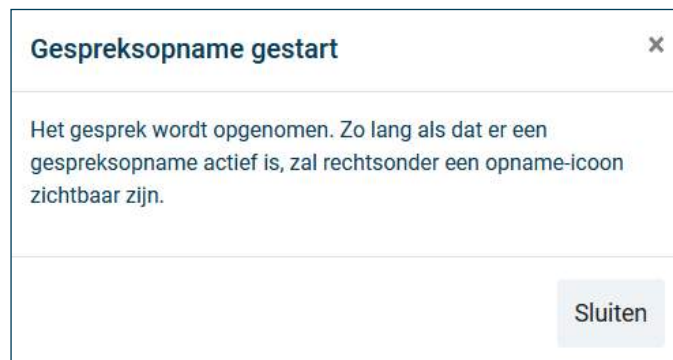 Gespreksopname gestart ×
Het gesprek wordt opgenomen. Zo lang als dat er een
gespreksopname actief is, zal rechtsonder een opname-icoon
zichtbaar zijn.
Sluiten